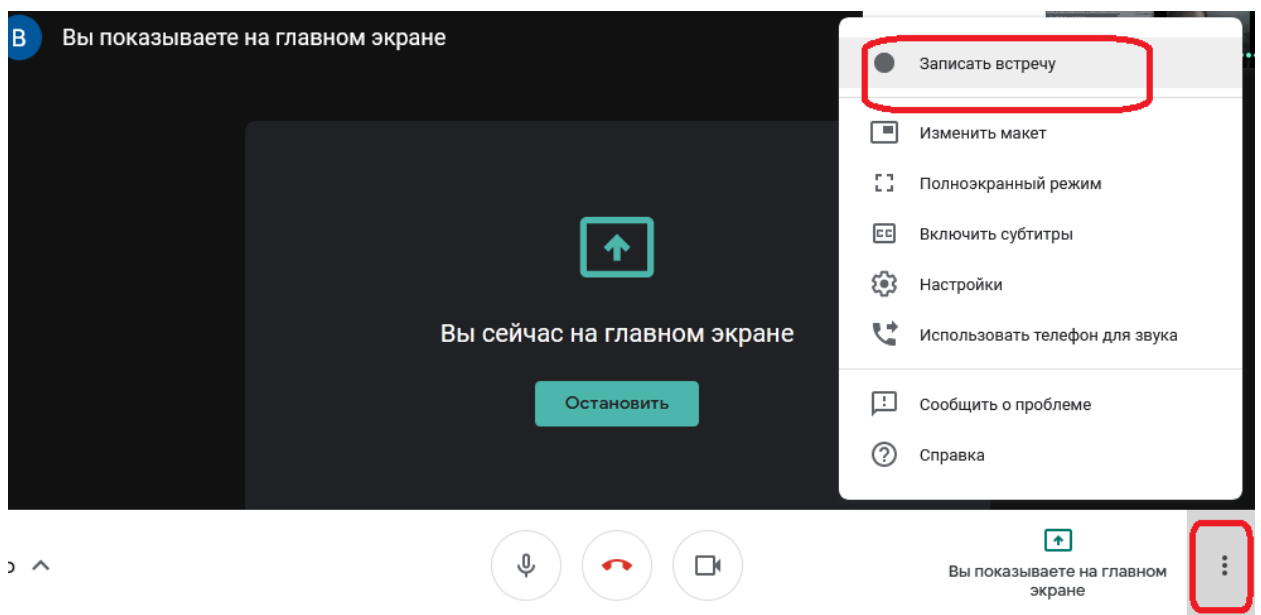 В
Вы показываете на главном экране
Записать встречу
Изменить макет
Полноэкранный режим
CC
Включить субтитры
Настройки
Использовать телефон для звука
Сообщить о проблеме
Справка
Вы сейчас на главном экране
Остановить
Вы показываете на главном
экране